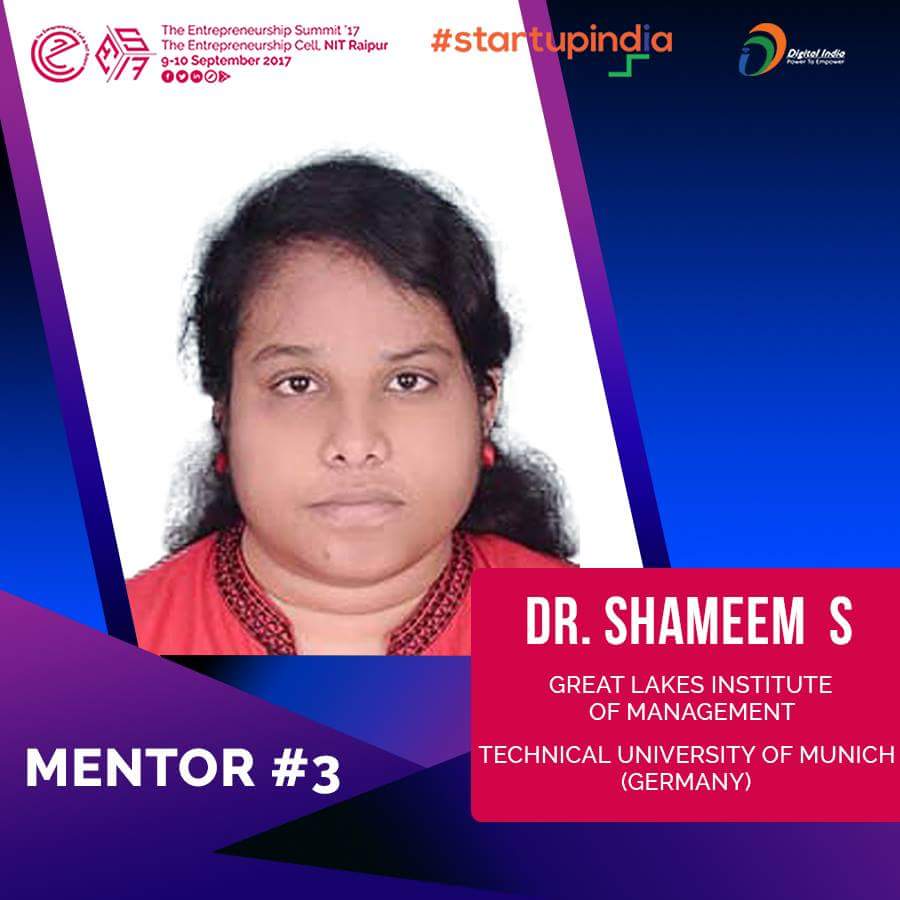 The Entrepreneurship Summit '17
The Entrepreneurship Cell, NIT Raipur
9-10 September 2017
#startupindia
Digital India
Power To Empower
DR. SHAMEEM S
GREAT LAKES INSTITUTE
OF MANAGEMENT
TECHNICAL UNIVERSITY OF MUNICH
(GERMANY)
MENTOR #3